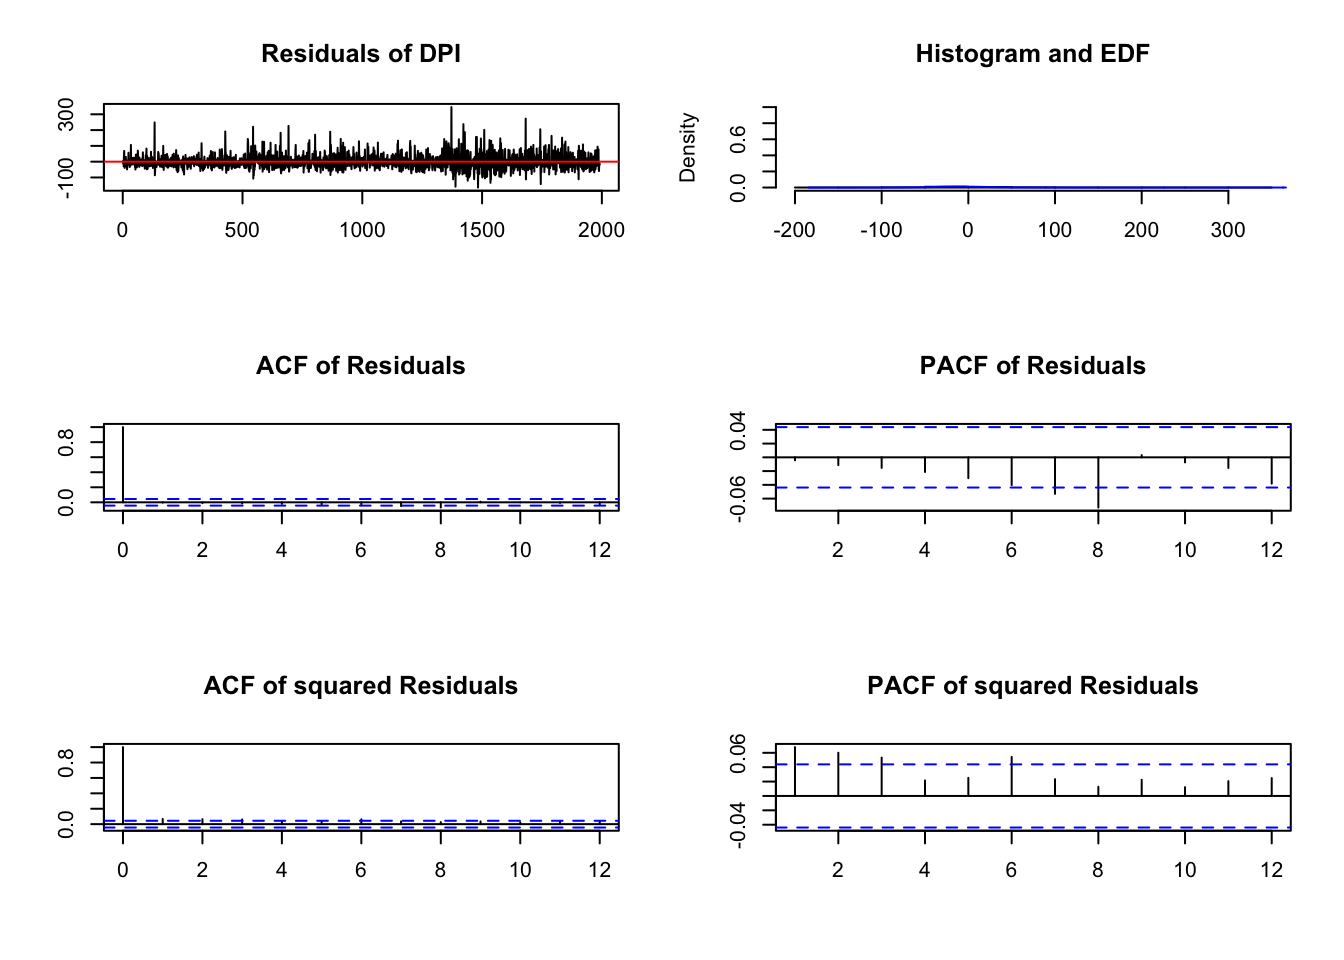 Residuals of DPI
300
-100
0 500 1000 1500 2000
Histogram and EDF
Density
0.6
0.0
-200 -100 0 100 200 300
ACF of Residuals
0.8
0.0
0 2 4 6 8 10 12
PACF of Residuals
0.04
-0.06
2 4 6 8 10 12
ACF of squared Residuals
0.8
0.0
0 2 4 6 8 10 12
PACF of squared Residuals
0.06
-0.04
2 4 6 8 10 12